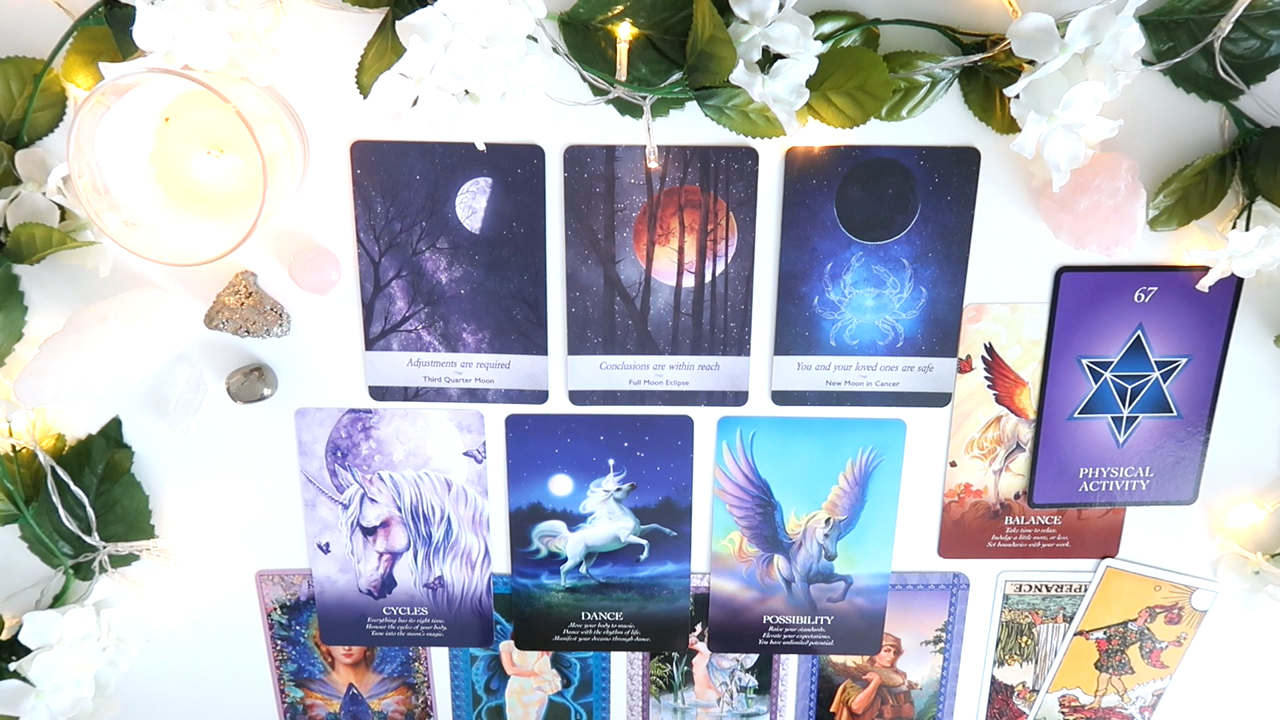 Adjustments are required
Third Quarter Moon
Conclusions are within reach
Full Moon Eclipse
You and your loved ones are safe
New Moon in Cancer
67
PHYSICAL
ACTIVITY
BALANCE
Take time to relax.
Indulge a little more, or less.
Set boundaries with your work.
CYCLES
Everything has its right time.
Honour the cycles of your body.
Tune into the moon's magic.
DANCE
Move your body to music.
Dance with the rhythm of life.
Manifest your dreams through dance.
POSSIBILITY
Raise your standards.
Elevate your expectations.
You have unlimited potential.
MPERANCE.